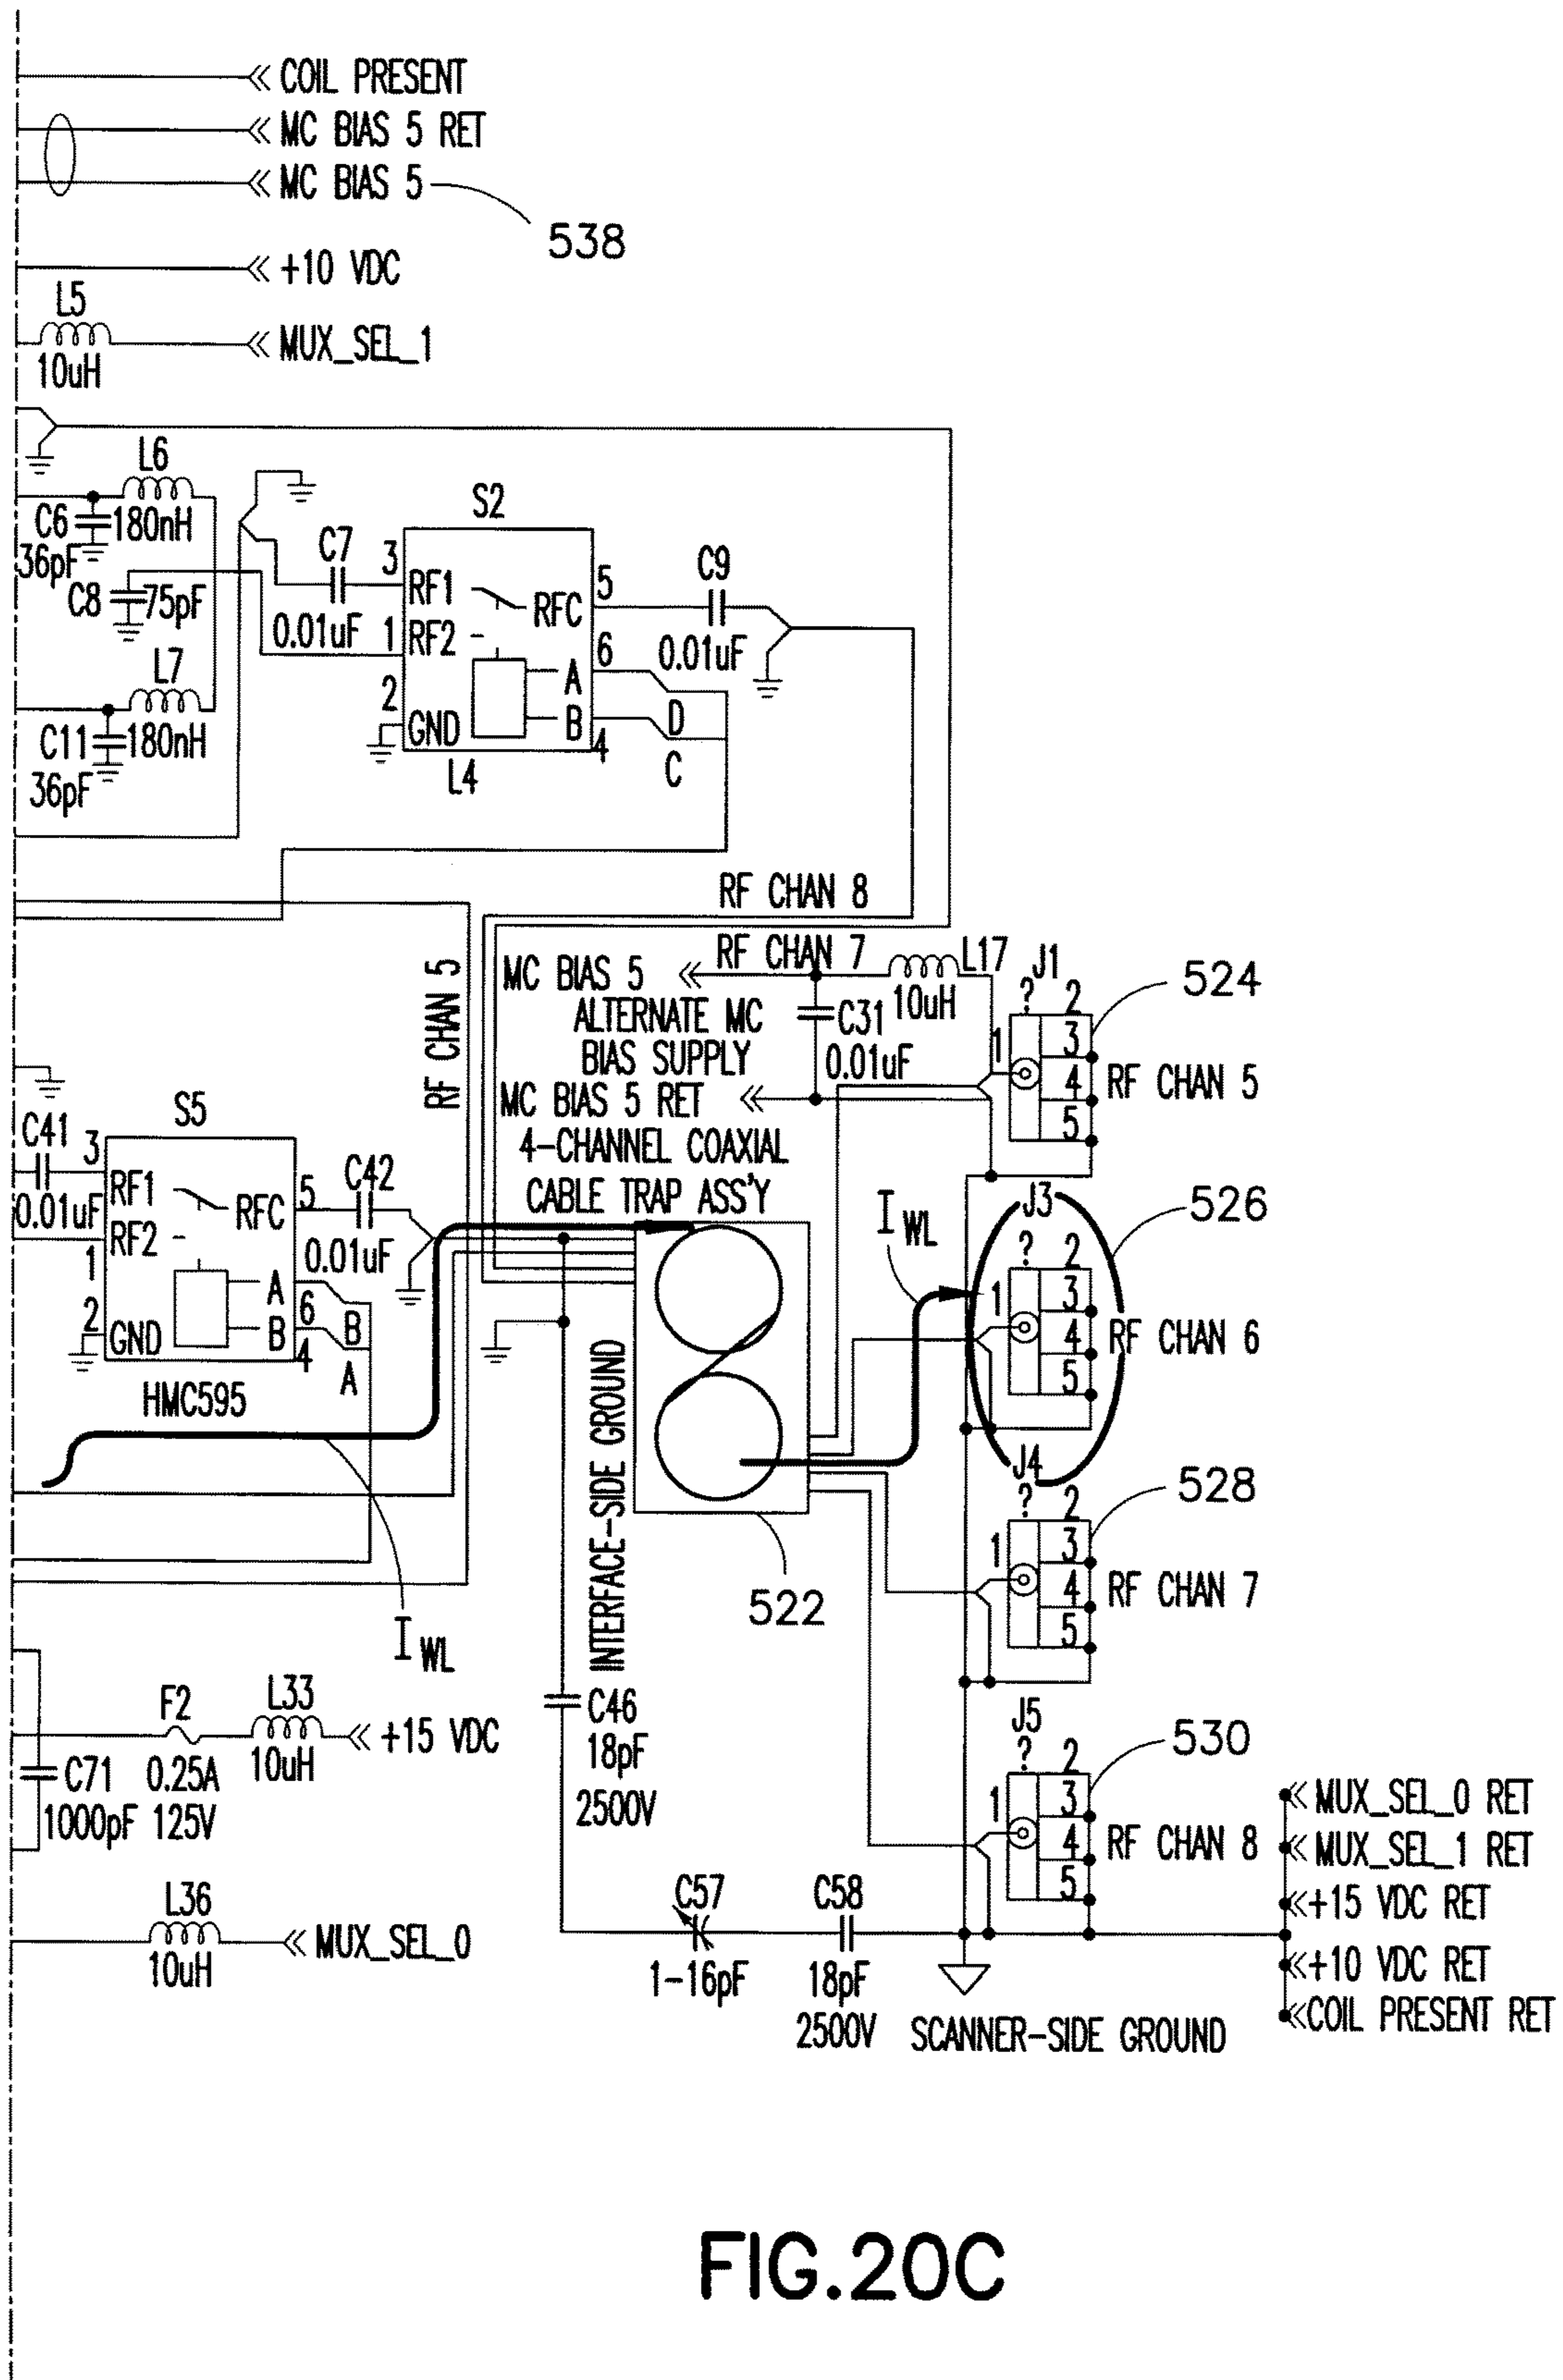 COIL PRESENT
MC BIAS 5 RET
MC BIAS 5
538
+10 VDC
L5
10uH
MUX_SEL_1
L6
180nH
C6
36pF
C8
75pF
L7
180nH
C11
36pF
C7
0.01uF
S2
3
RF1
1
RF2
2
GND
RFC
5
A
6
B
4
D
C
L4
C9
0.01uF
RF CHAN 8
RF CHAN 7
RF CHAN 5
MC BIAS 5
ALTERNATE MC
BIAS SUPPLY
MC BIAS 5 RET
L17
10uH
C31
0.01uF
J1
?
1
2
3
4
5
524
RF CHAN 5
4-CHANNEL COAXIAL
CABLE TRAP ASS'Y
C41
0.01uF
S5
3
RF1
RF2
1
2
GND
RFC
5
A
6
B
4
B
A
HMC595
C42
0.01uF
I WL
J3
?
1
2
3
4
5
526
RF CHAN 6
INTERFACE-SIDE GROUND
522
I WL
J4
?
1
2
3
4
5
528
RF CHAN 7
C71
1000pF
F2
0.25A
125V
L33
10uH
+15 VDC
C46
18pF
2500V
J5
?
1
2
3
4
5
530
RF CHAN 8
L36
10uH
MUX_SEL_0
C57
1-16pF
C58
18pF
2500V
SCANNER-SIDE GROUND
MUX_SEL_0 RET
MUX_SEL_1 RET
+15 VDC RET
+10 VDC RET
COIL PRESENT RET
FIG.20C